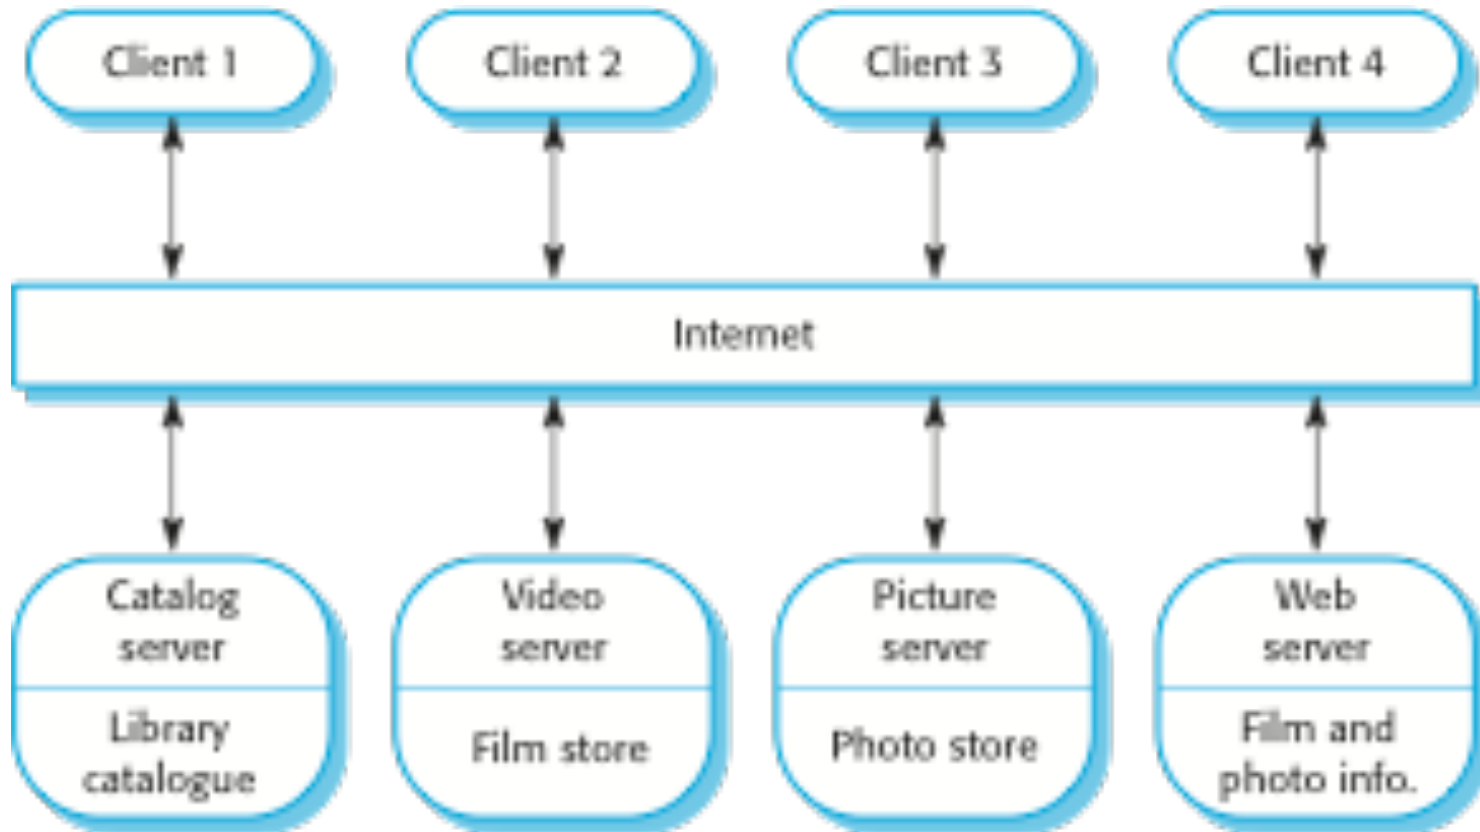 Client 1
Client 2
Client 3
Client 4
Internet
Catalog
server
Library
catalogue
Video
server
Film store
Picture
server
Photo store
Web
server
Film and
photo info.